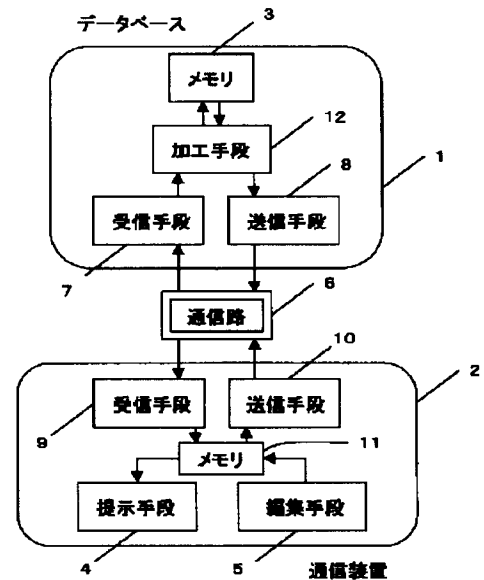 データベース
3
メモリ
12
加工手段
8
1
受信手段
送信手段
7
6
通信路
10
2
受信手段
送信手段
9
メモリ
11
提示手段
編集手段
4
5
通信装置